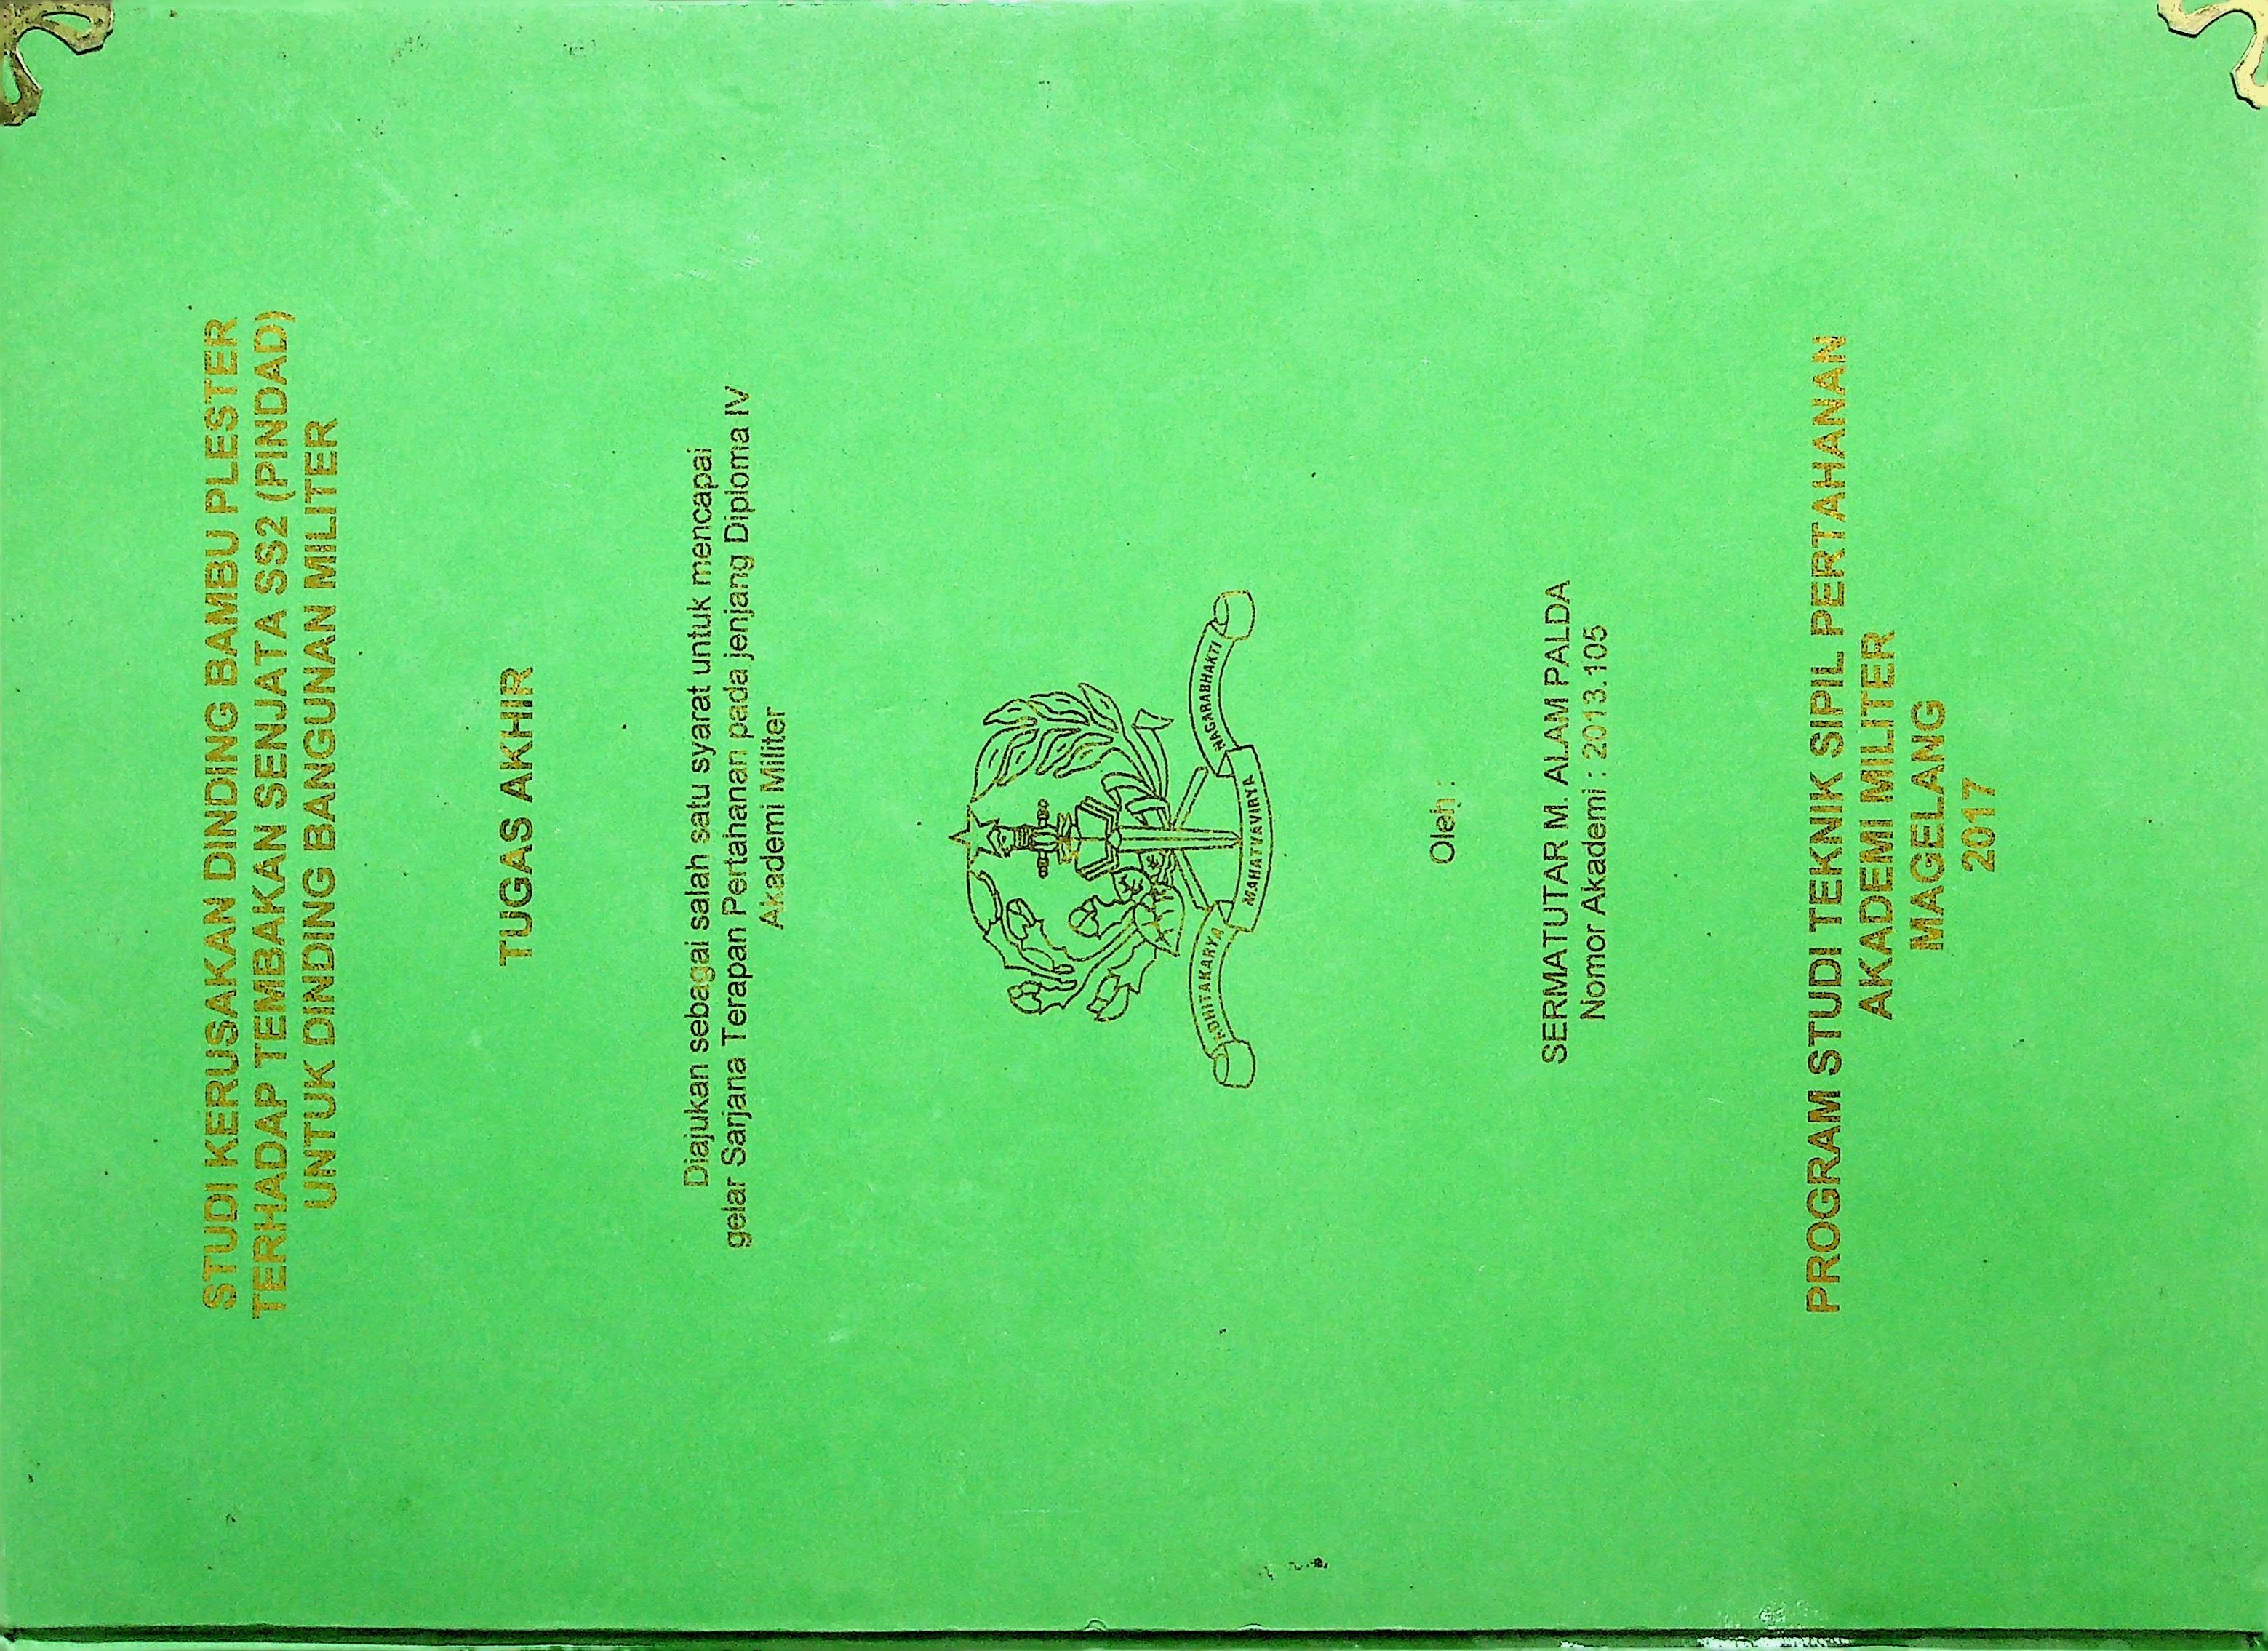 STUDI KERUSAKAN DINDING BAMBU PLESTER
TERHADAP TEMBAKAN SENJATA SS2 (PINDAD)
UNTUK DINDING BANGUNAN MILITER
TUGAS AKHIR
Diajukan sebagai salah satu syarat untuk mencapai
gelar Sarjana Terapan Pertahanan pada jenjang Diploma IV
Akademi Militer
ADHITAKARYA MAHATVAVIRYA NAGARABHAKTI
Oleh :
SERMATUTAR M. ALAM PALDA
Nomor Akademi : 2013.105
PROGRAM STUDI TEKNIK SIPIL PERTAHANAN
AKADEMI MILITER
MAGELANG
2017